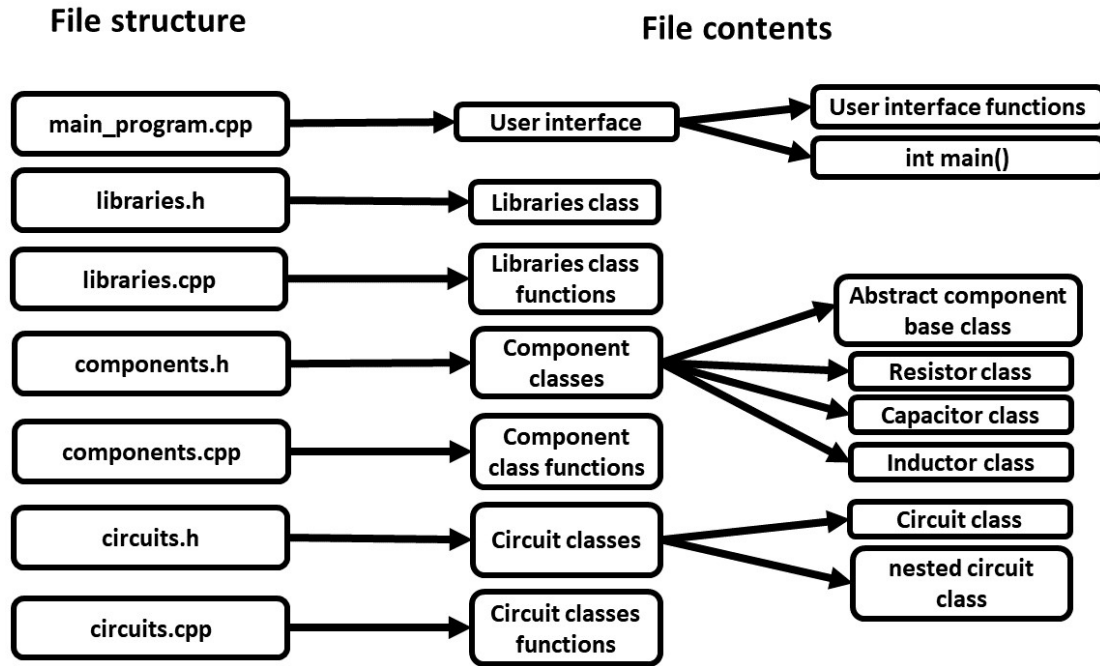 File structure
File contents
main_program.cpp
User interface
User interface functions
int main()
libraries.h
Libraries class
libraries.cpp
Libraries class
functions
components.h
Component
classes
Abstract component
base class
Resistor class
Capacitor class
Inductor class
components.cpp
Component
class functions
circuits.h
Circuit classes
Circuit class
nested circuit
class
circuits.cpp
Circuit classes
functions